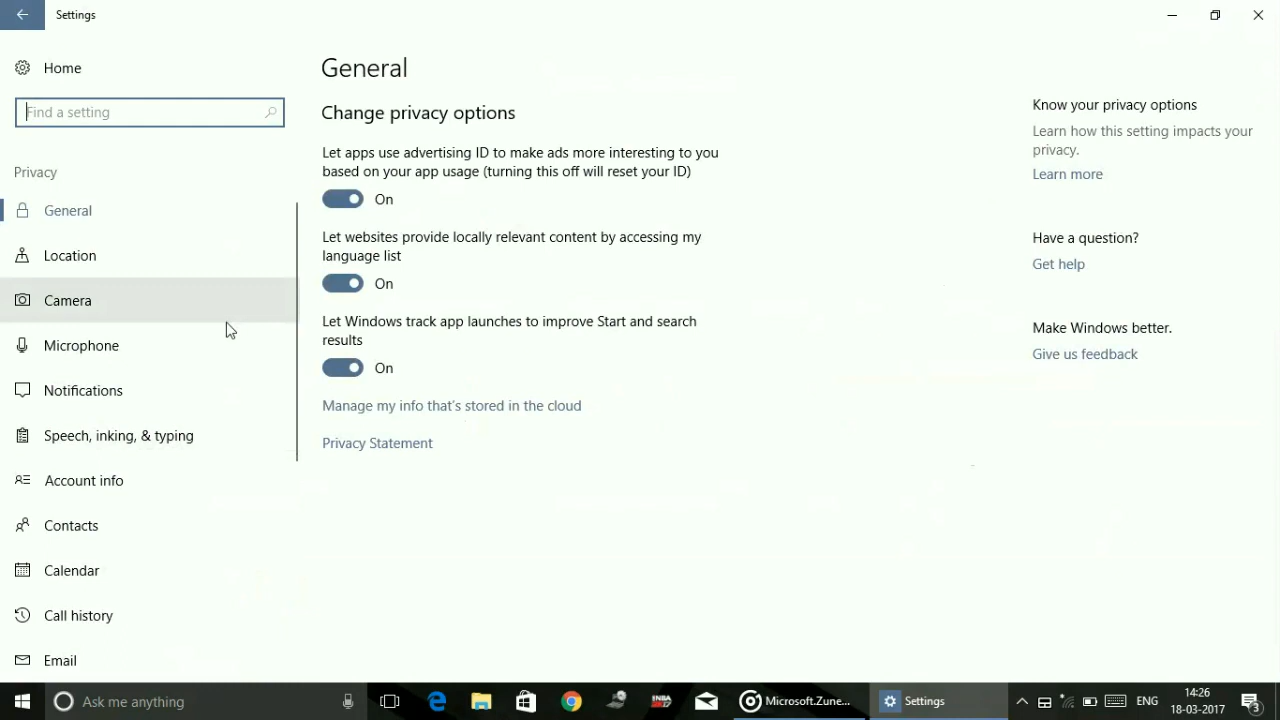 Settings
Home
Find a setting
Privacy
General
Location
Camera
Microphone
Notifications
Speech, inking, & typing
Account info
Contacts
Calendar
Call history
Email
General
Change privacy options
Let apps use advertising ID to make ads more interesting to you
based on your app usage (turning this off will reset your ID)
On
Let websites provide locally relevant content by accessing my
language list
On
Let Windows track app launches to improve Start and search
results
On
Manage my info that's stored in the cloud
Privacy Statement
Know your privacy options
Learn how this setting impacts your
privacy.
Learn more
Have a question?
Get help
Make Windows better.
Give us feedback
Ask me anything
Microsoft.Zune...
Settings
ENG
14:26
18-03-2017
3